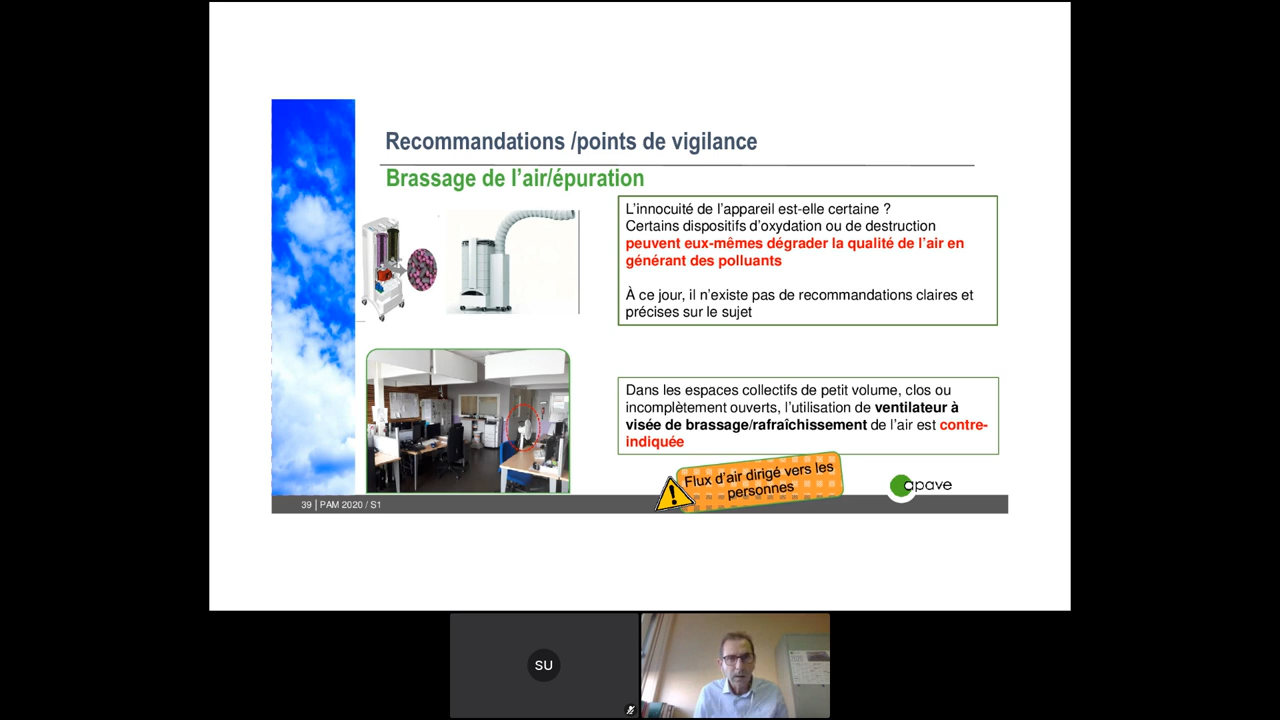 Recommandations /points de vigilance
Brassage de l’air/épuration
L’innocuité de l’appareil est-elle certaine ?
Certains dispositifs d’oxydation ou de destruction
peuvent eux-mêmes dégrader la qualité de l’air en
générant des polluants
À ce jour, il n’existe pas de recommandations claires et
précises sur le sujet
Dans les espaces collectifs de petit volume, clos ou
incomplètement ouverts, l’utilisation de ventilateur à
visée de brassage/rafraîchissement de l’air est contre-
indiquée
Flux d’air dirigé vers les
personnes
apave
39 | PAM 2020 / S1
SU